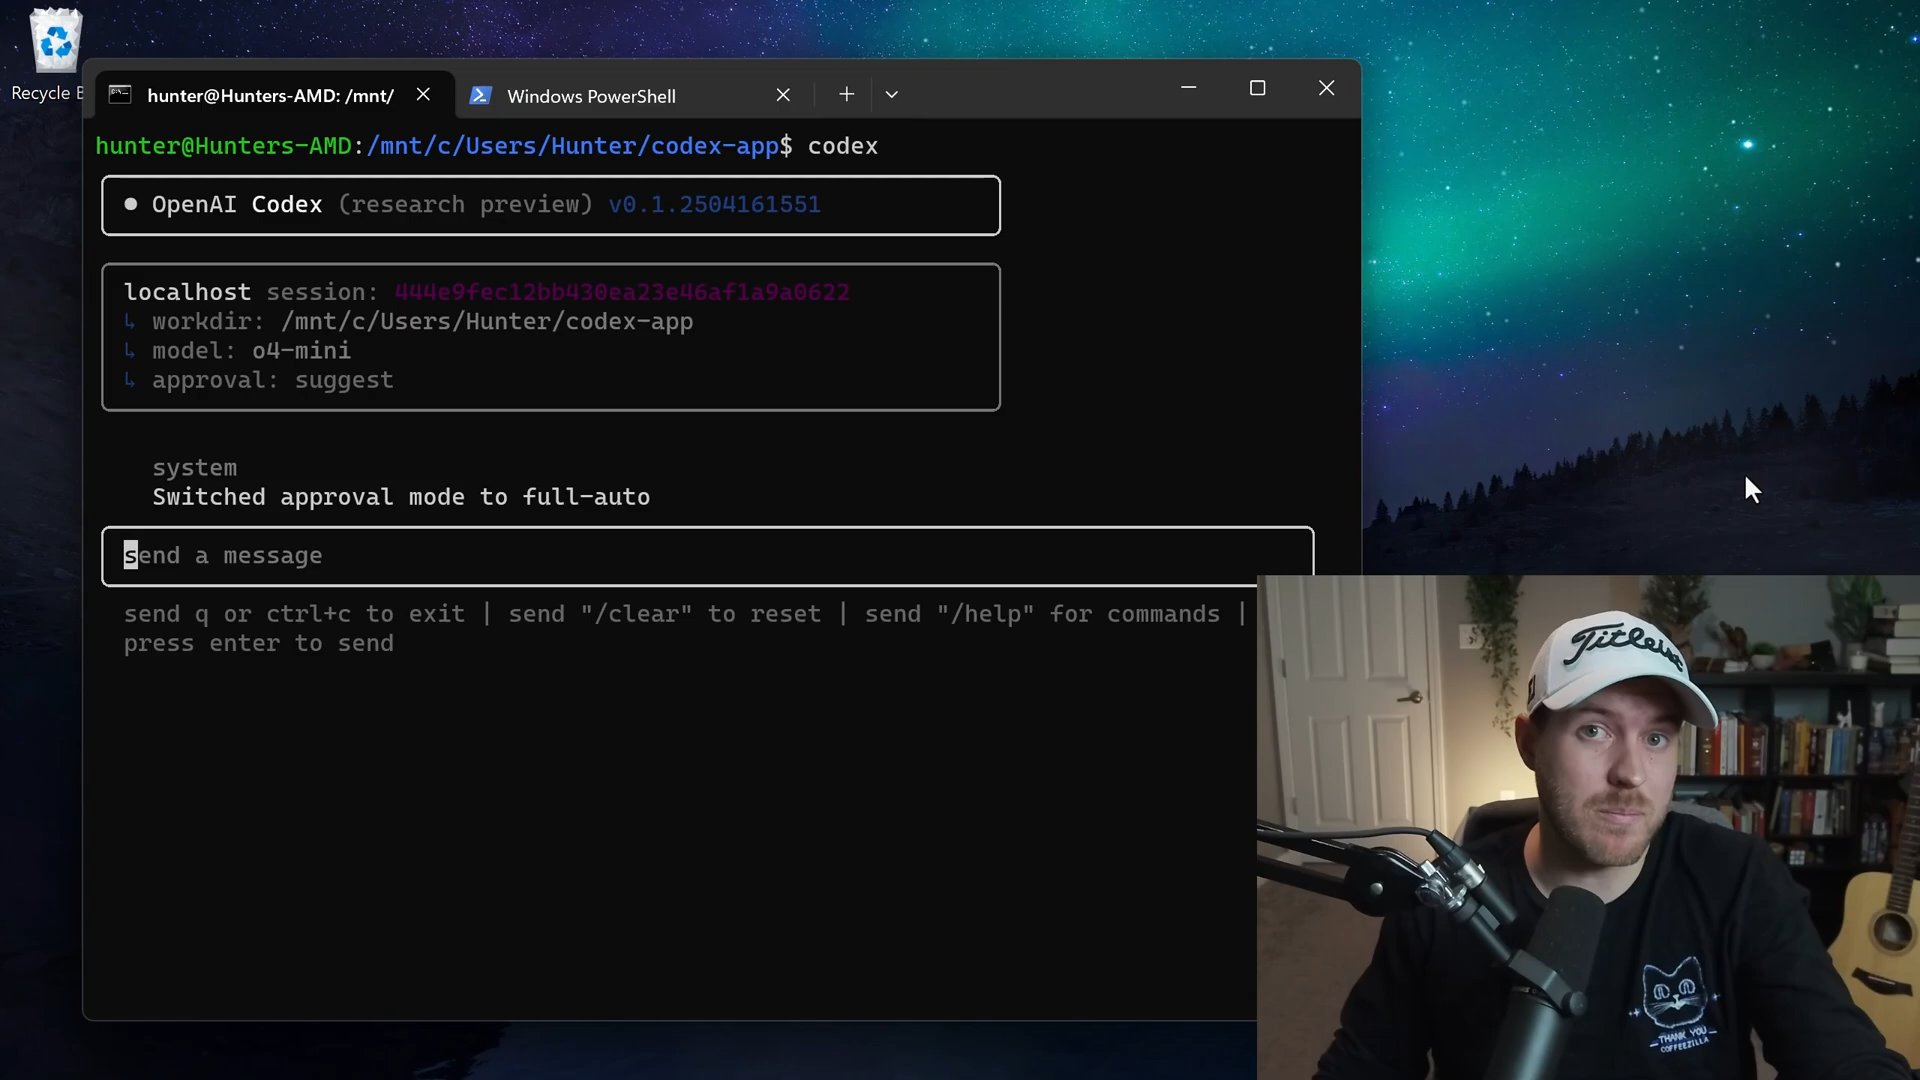 Recycle B
hunter@Hunters-AMD: /mnt/
Windows PowerShell
hunter@Hunters-AMD:/mnt/c/Users/Hunter/codex-app$ codex
● OpenAI Codex (research preview) v0.1.2504161551
localhost session: 444e9fec12bb430ea23e46af1a9a0622
↳ workdir: /mnt/c/Users/Hunter/codex-app
↳ model: o4-mini
↳ approval: suggest
system
Switched approval mode to full-auto
send a message
send q or ctrl+c to exit | send "/clear" to reset | send "/help" for commands |
press enter to send
Titleist
THANK YOU
COFFEEZILLA